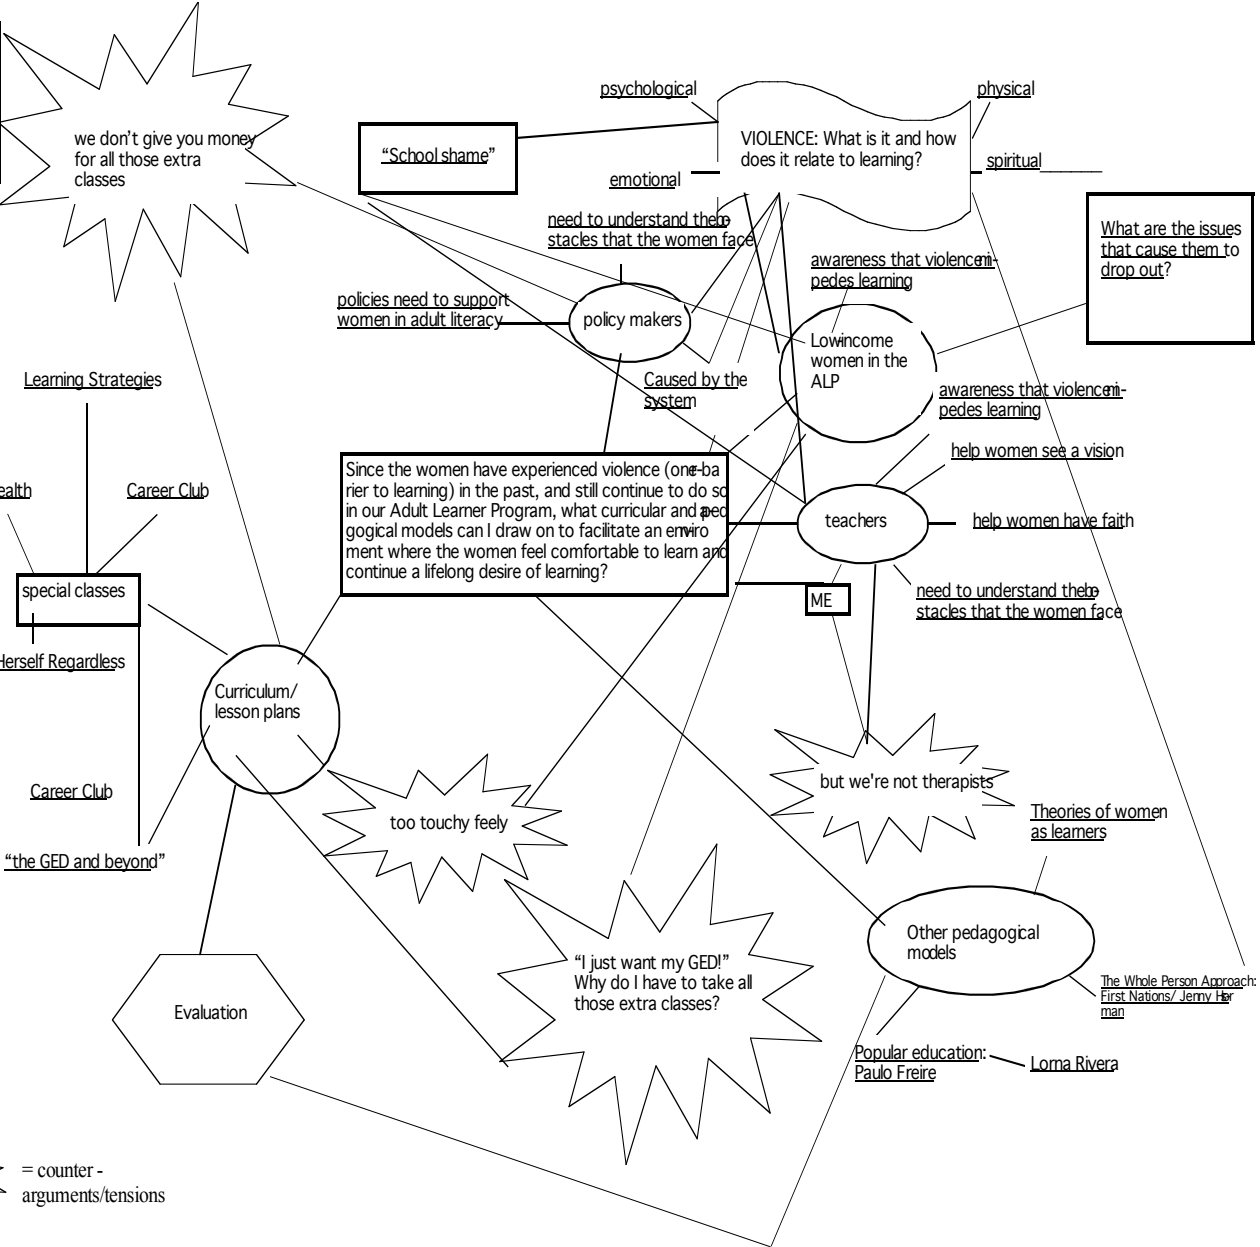 psychological
physical
we don't give you money
for all those extra
classes
"School shame"
VIOLENCE: What is it and how
does it relate to learning?
emotional
spiritual_______
need to understand the ob-
stacles that the women face
What are the issues
that cause them to
drop out?
awareness that violence im-
pedes learning
policies need to support
women in adult literacy
policy makers
Low-income
women in the
ALP
Learning Strategies
Caused by the
system
awareness that violence im-
pedes learning
help women see a vision
Since the women have experienced violence (one bar-
rier to learning) in the past, and still continue to do so
in our Adult Learner Program, what curricular and peda-
gogical models can I draw on to facilitate an environ-
ment where the women feel comfortable to learn and
continue a lifelong desire of learning?
ealth
Career Club
teachers
help women have faith
special classes
ME
need to understand the ob-
stacles that the women face
Herself Regardless
Curriculum/
lesson plans
but we're not therapists
Career Club
too touchy feely
Theories of women
as learners
"the GED and beyond"
Other pedagogical
models
"I just want my GED!"
Why do I have to take all
those extra classes?
The Whole Person Approach:
First Nations/ Jenny Hors-
man
Evaluation
Popular education:
Paulo Freire
Lorna Rivera
= counter -
arguments/tensions